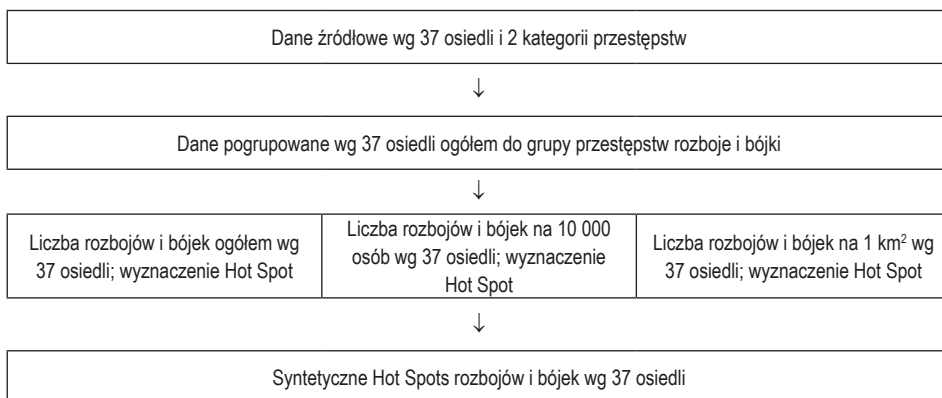 Dane źródłowe wg 37 osiedli i 2 kategorii przestępstw
↓
Dane pogrupowane wg 37 osiedli ogółem do grupy przestępstw rozboje i bójki
↓
Liczba rozbojów i bójek ogółem wg
37 osiedli; wyznaczenie Hot Spot
Liczba rozbojów i bójek na 10 000
osób wg 37 osiedli; wyznaczenie
Hot Spot
Liczba rozbojów i bójek na 1 km² wg
37 osiedli; wyznaczenie Hot Spot
↓
Syntetyczne Hot Spots rozbojów i bójek wg 37 osiedli